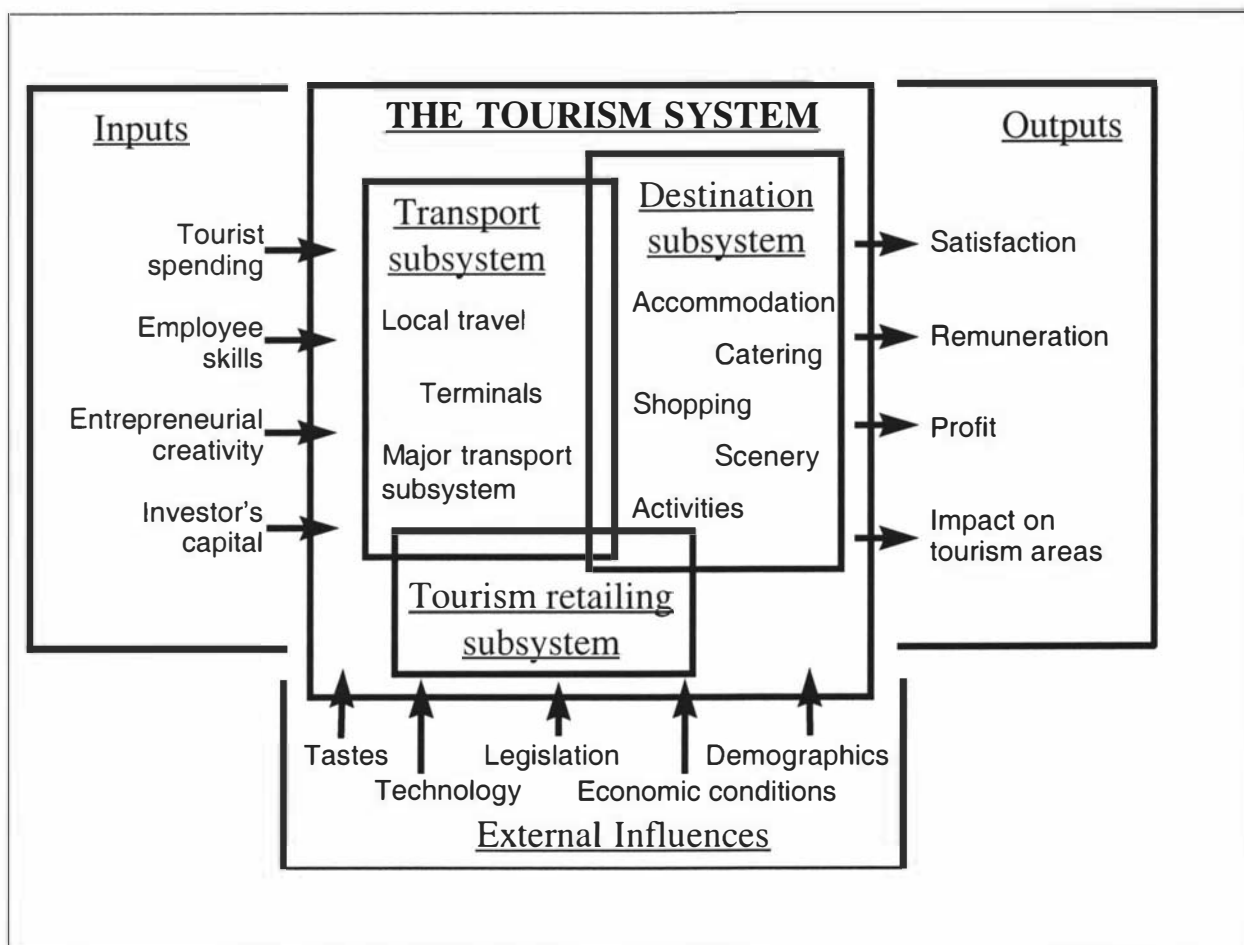 THE TOURISM SYSTEM
Inputs
Tourist
spending
Employee
skills
Entrepreneurial
creativity
Investor's
capital
Transport
subsystem
Local travel
Terminals
Major transport
subsystem
Destination
subsystem
Accommodation
Catering
Shopping
Scenery
Activities
Tourism retailing
subsystem
Outputs
Satisfaction
Remuneration
Profit
Impact on
tourism areas
Tastes
Legislation
Demographics
Technology
Economic conditions
External Influences